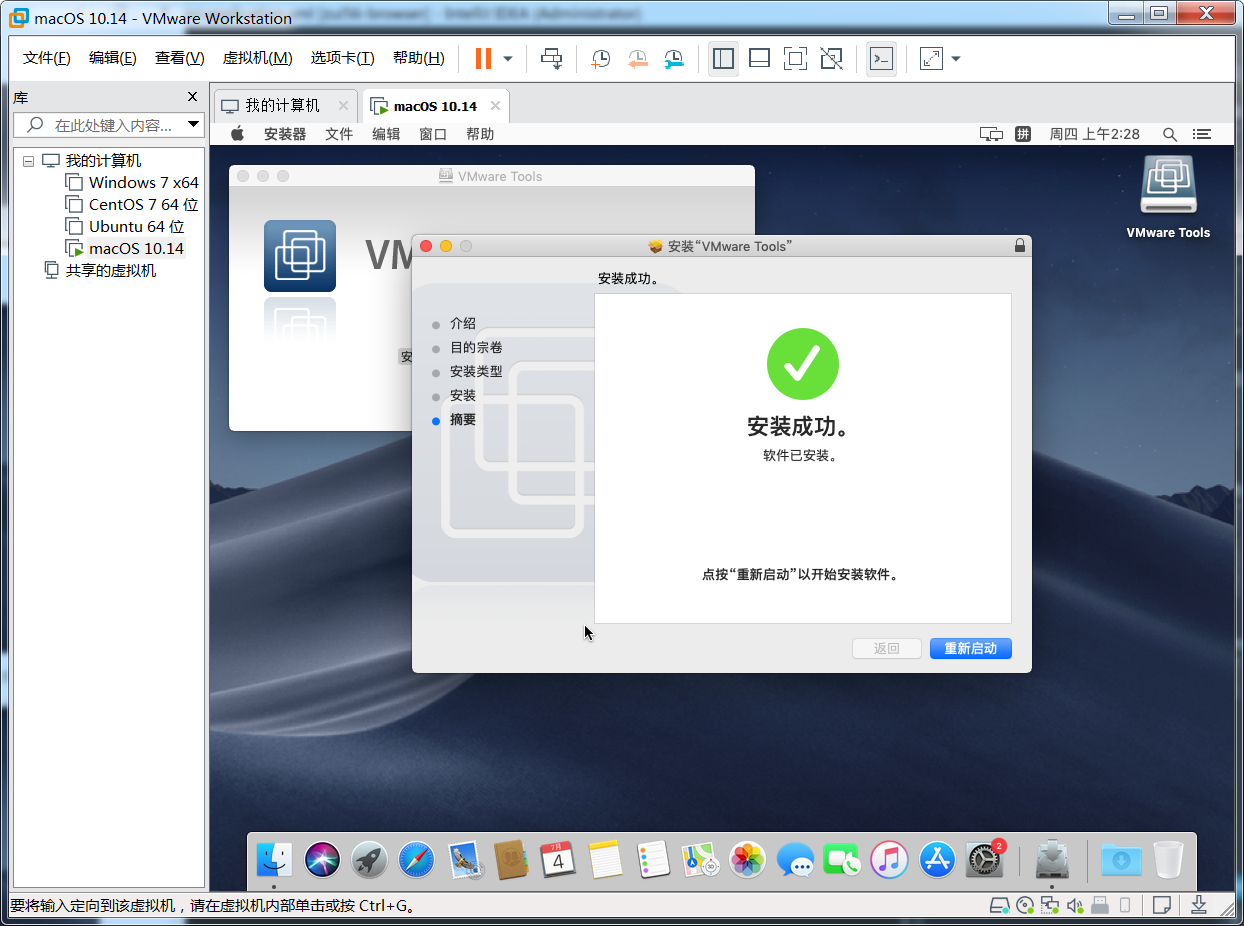 macOS 10.14 - VMware Workstation
文件(F) 编辑(E) 查看(V) 虚拟机(M) 选项卡(T) 帮助(H)
库
在此处键入内容...
我的计算机
Windows 7 x64
CentOS 7 64 位
Ubuntu 64 位
macOS 10.14
共享的虚拟机
我的计算机
macOS 10.14
安装器 文件 编辑 窗口 帮助
拼 周四 上午2:28
VMware Tools
VM
安
VMware Tools
安装“VMware Tools”
安装成功。
介绍
目的宗卷
安装类型
安装
摘要
安装成功。
软件已安装。
点按“重新启动”以开始安装软件。
返回 重新启动
7月
4
3D
2
要将输入定向到该虚拟机，请在虚拟机内部单击或按 Ctrl+G。